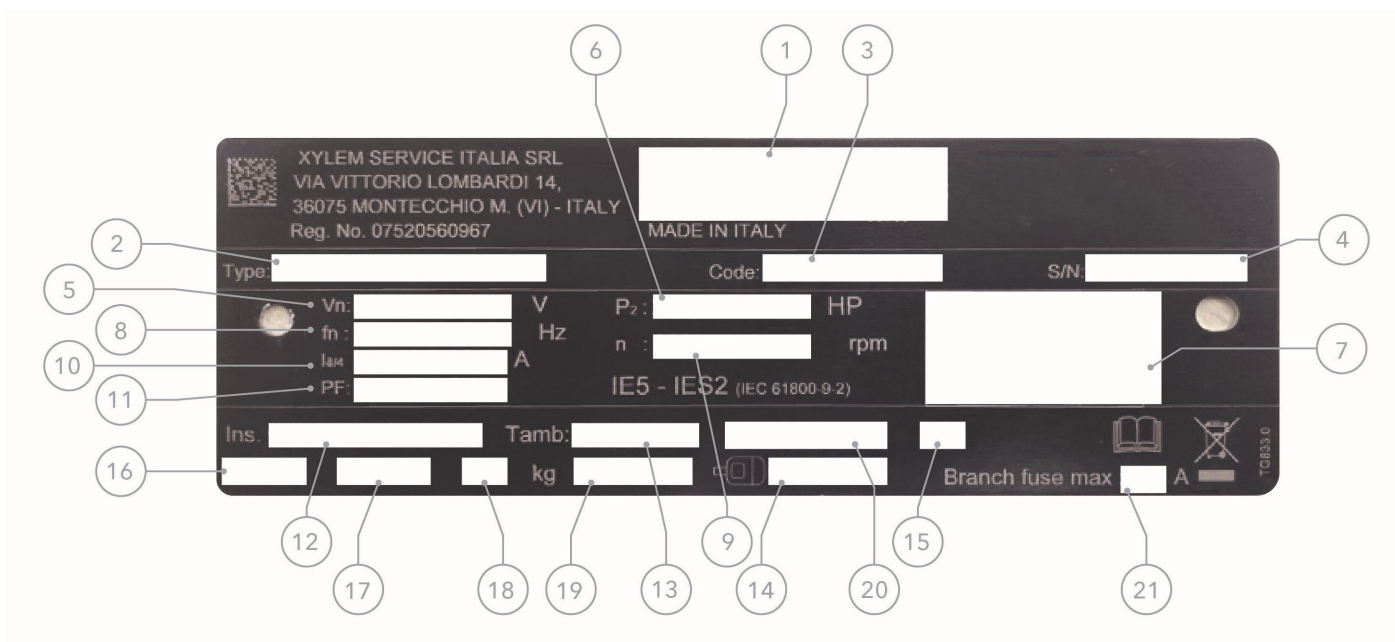 6 1 3
XYLEM SERVICE ITALIA SRL
VIA VITTORIO LOMBARDI 14,
36075 MONTECCHIO M. (VI) - ITALY
Reg. No. 07520560967 MADE IN ITALY
2 4
Type: Code: S/N:
5 Vn: V P₂ : HP
8 fn : Hz
n : rpm 7
10 A
11 PF: IE5 - IES2 (IEC 61800-9-2)
Ins. Tamb:
TG833.0
16 kg Branch fuse max A
12 9 15
17 18 19 13 14 20 21